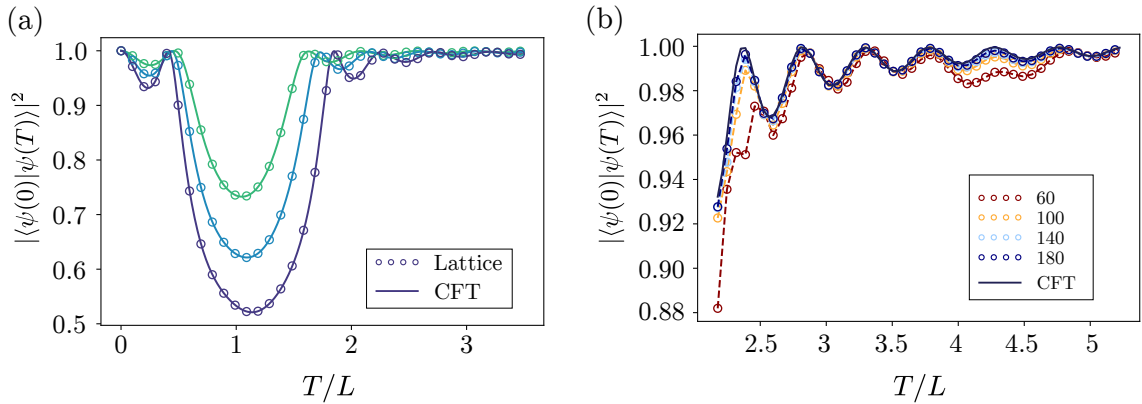 (a)
1.0
0.9
0.8
0.7
0.6
0.5
|⟨ψ(0)|ψ(T)⟩|²
0 1 2 3
T/L
Lattice
CFT
(b)
1.00
0.98
0.96
0.94
0.92
0.90
0.88
|⟨ψ(0)|ψ(T)⟩|²
2.5 3 3.5 4 4.5 5
T/L
60
100
140
180
CFT